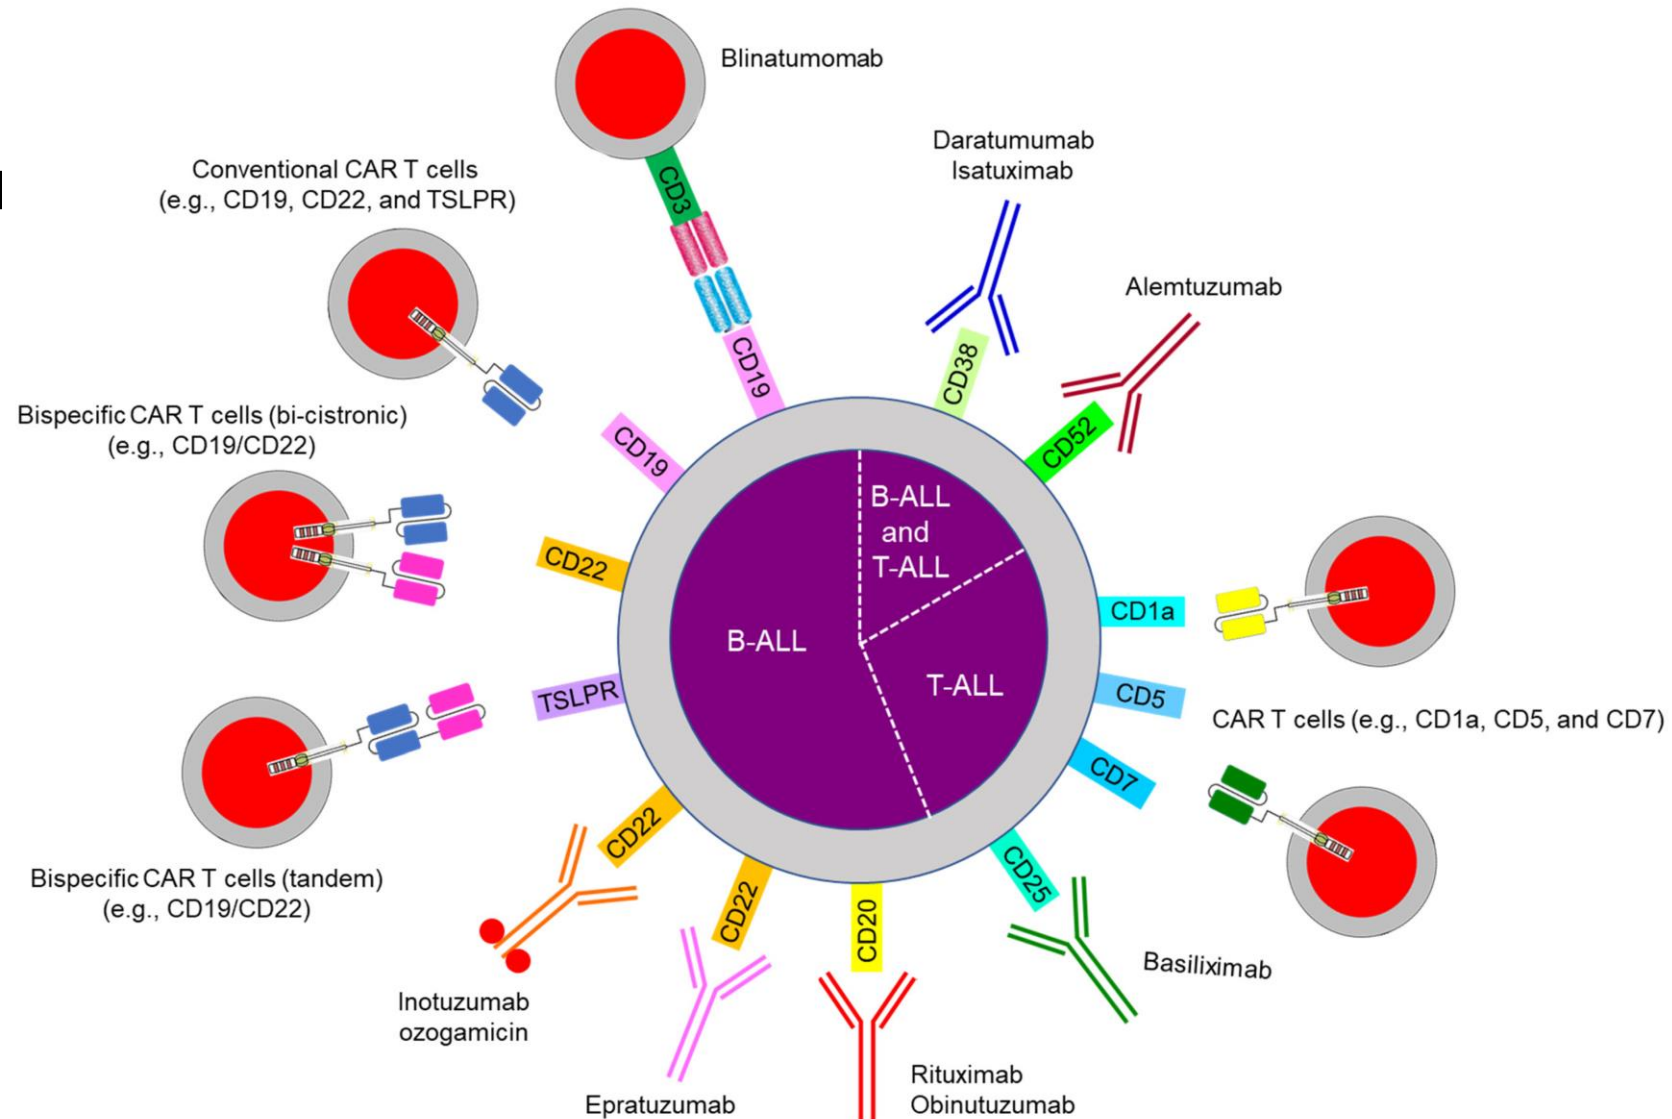 Blinatumomab
CD3
CD19
Daratumumab
Isatuximab
CD38
Alemtuzumab
CD52
Conventional CAR T cells
(e.g., CD19, CD22, and TSLPR)
CD19
Bispecific CAR T cells (bi-cistronic)
(e.g., CD19/CD22)
CD22
TSLPR
Bispecific CAR T cells (tandem)
(e.g., CD19/CD22)
B-ALL
and
T-ALL
B-ALL
T-ALL
CD1a
CD5
CAR T cells (e.g., CD1a, CD5, and CD7)
CD7
CD25
Basiliximab
CD22
Inotuzumab
ozogamicin
CD22
Epratuzumab
CD20
Rituximab
Obinutuzumab